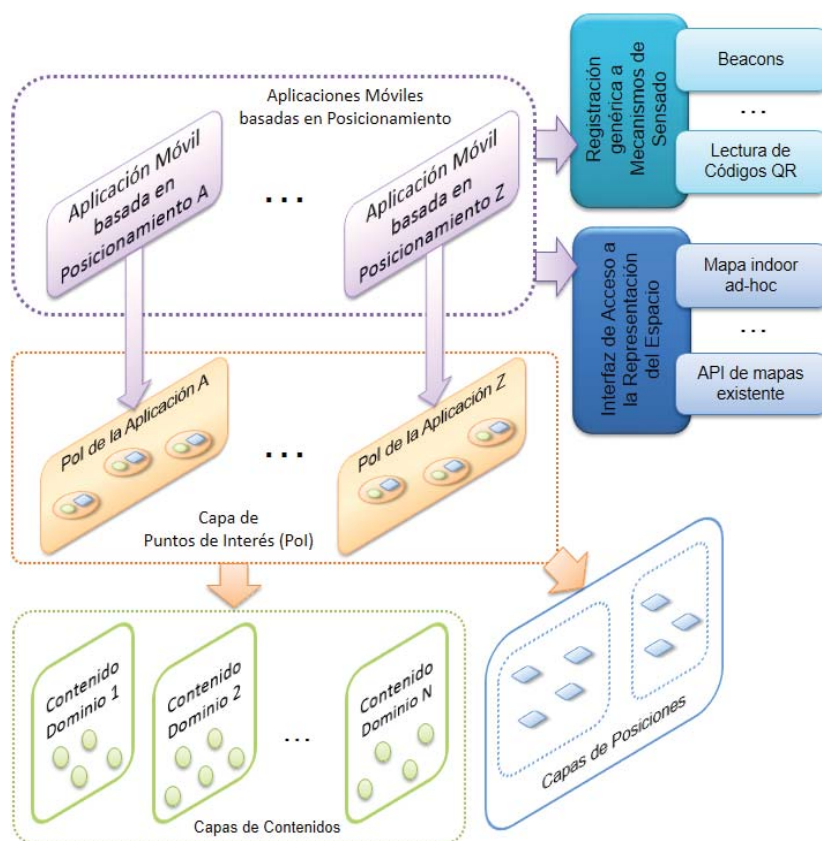 Aplicaciones Móviles
basadas en Posicionamiento
Aplicación Móvil
basada en
Posicionamiento A
...
Aplicación Móvil
basada en
Posicionamiento Z
Registración
genérica a
Mecanismos de
Sensado
Beacons
...
Lectura de
Códigos QR
Interfaz de Acceso a
la Representación
del Espacio
Mapa indoor
ad-hoc
...
API de mapas
existente
PoI de la Aplicación A
...
PoI de la Aplicación Z
Capa de
Puntos de Interés (PoI)
Contenido
Dominio 1
Contenido
Dominio 2
...
Contenido
Dominio N
Capas de Contenidos
Capas de Posiciones